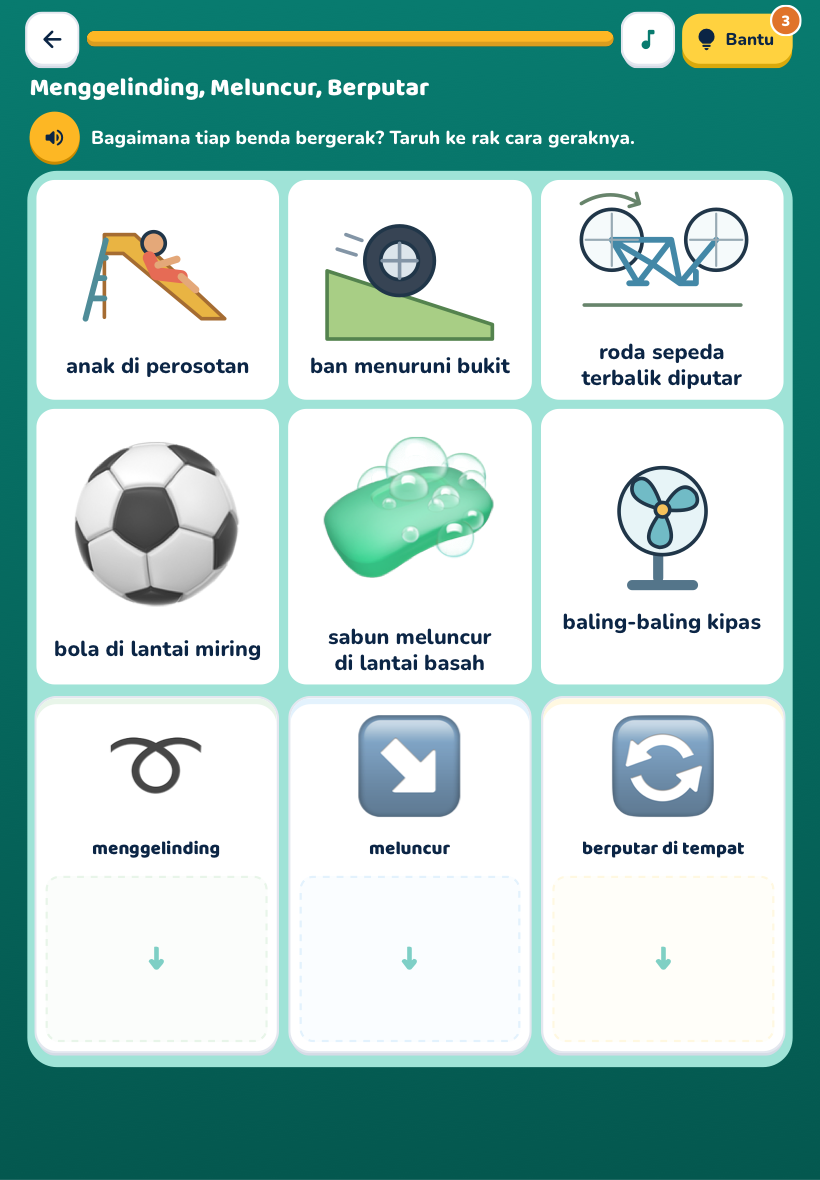 3
Bantu
Menggelinding, Meluncur, Berputar
Bagaimana tiap benda bergerak? Taruh ke rak cara geraknya.
anak di perosotan
ban menuruni bukit
roda sepeda
terbalik diputar
bola di lantai miring
sabun meluncur
di lantai basah
baling-baling kipas
menggelinding
meluncur
berputar di tempat